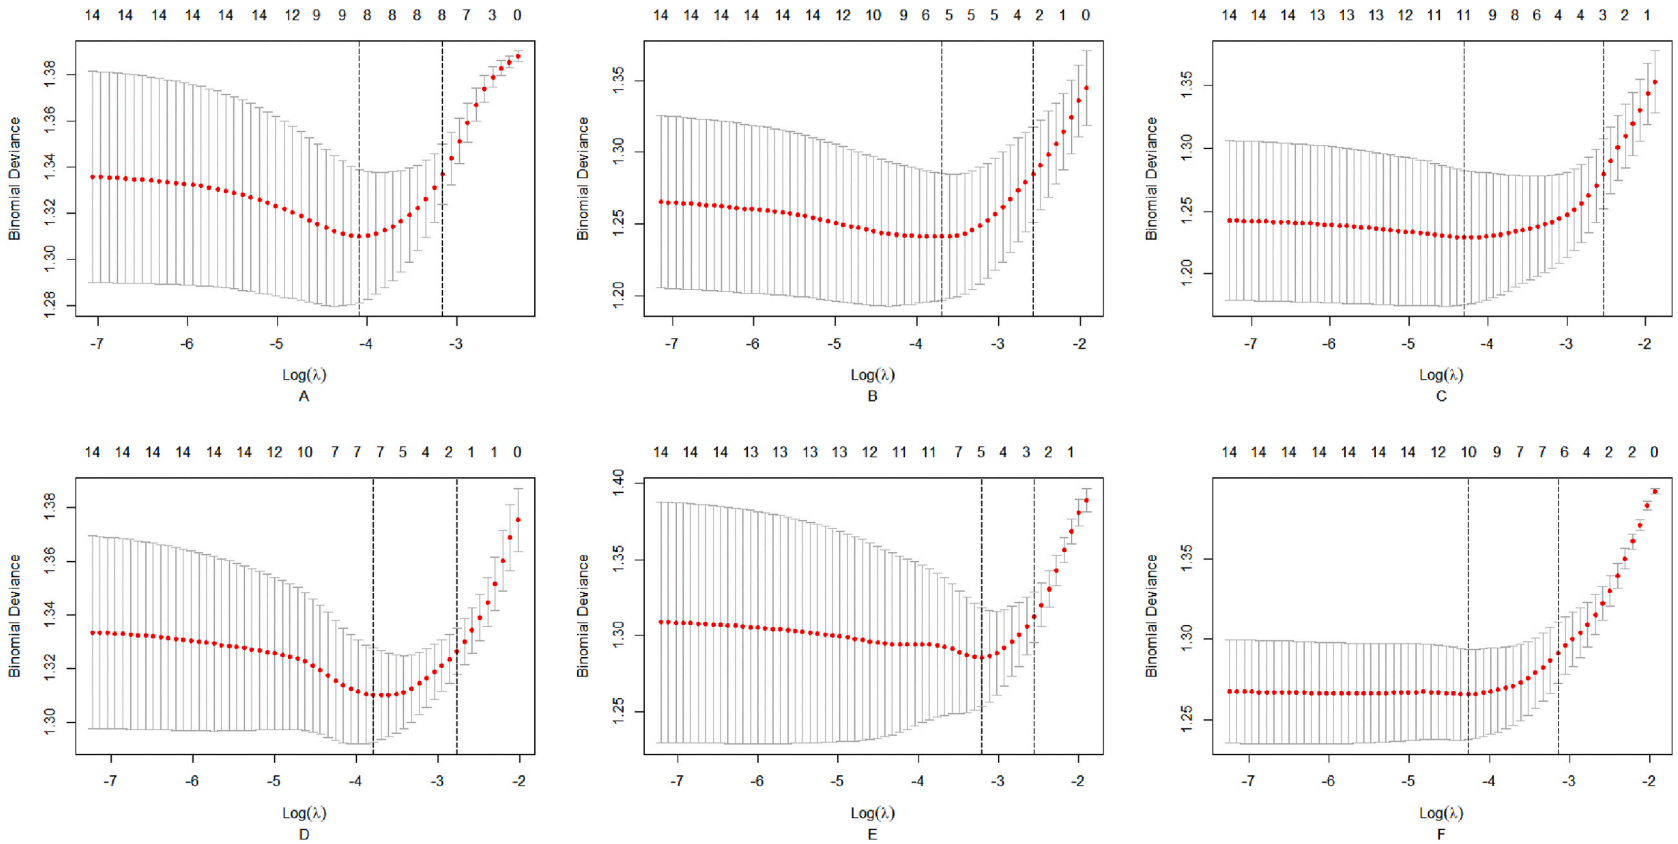 14 14 14 14 14 14 14 12 9 9 8 8 8 8 7 3 0
Binomial Deviance
1.28 1.30 1.32 1.34 1.36 1.38
-7 -6 -5 -4 -3
Log(λ)
A
14 14 14 14 14 14 12 10 9 6 5 5 5 4 2 1 0
Binomial Deviance
1.20 1.25 1.30 1.35
-7 -6 -5 -4 -3 -2
Log(λ)
B
14 14 14 13 13 13 12 11 11 9 8 6 4 4 3 2 1
Binomial Deviance
1.20 1.25 1.30 1.35
-7 -6 -5 -4 -3 -2
Log(λ)
C
14 14 14 14 14 14 12 10 7 7 7 5 4 2 1 1 0
Binomial Deviance
1.30 1.32 1.34 1.36 1.38
-7 -6 -5 -4 -3 -2
Log(λ)
D
14 14 14 13 13 13 13 12 11 11 7 5 4 3 2 1
Binomial Deviance
1.25 1.30 1.35 1.40
-7 -6 -5 -4 -3 -2
Log(λ)
E
14 14 14 14 14 14 14 12 10 9 7 7 6 4 2 2 0
Binomial Deviance
1.25 1.30 1.35
-7 -6 -5 -4 -3 -2
Log(λ)
F